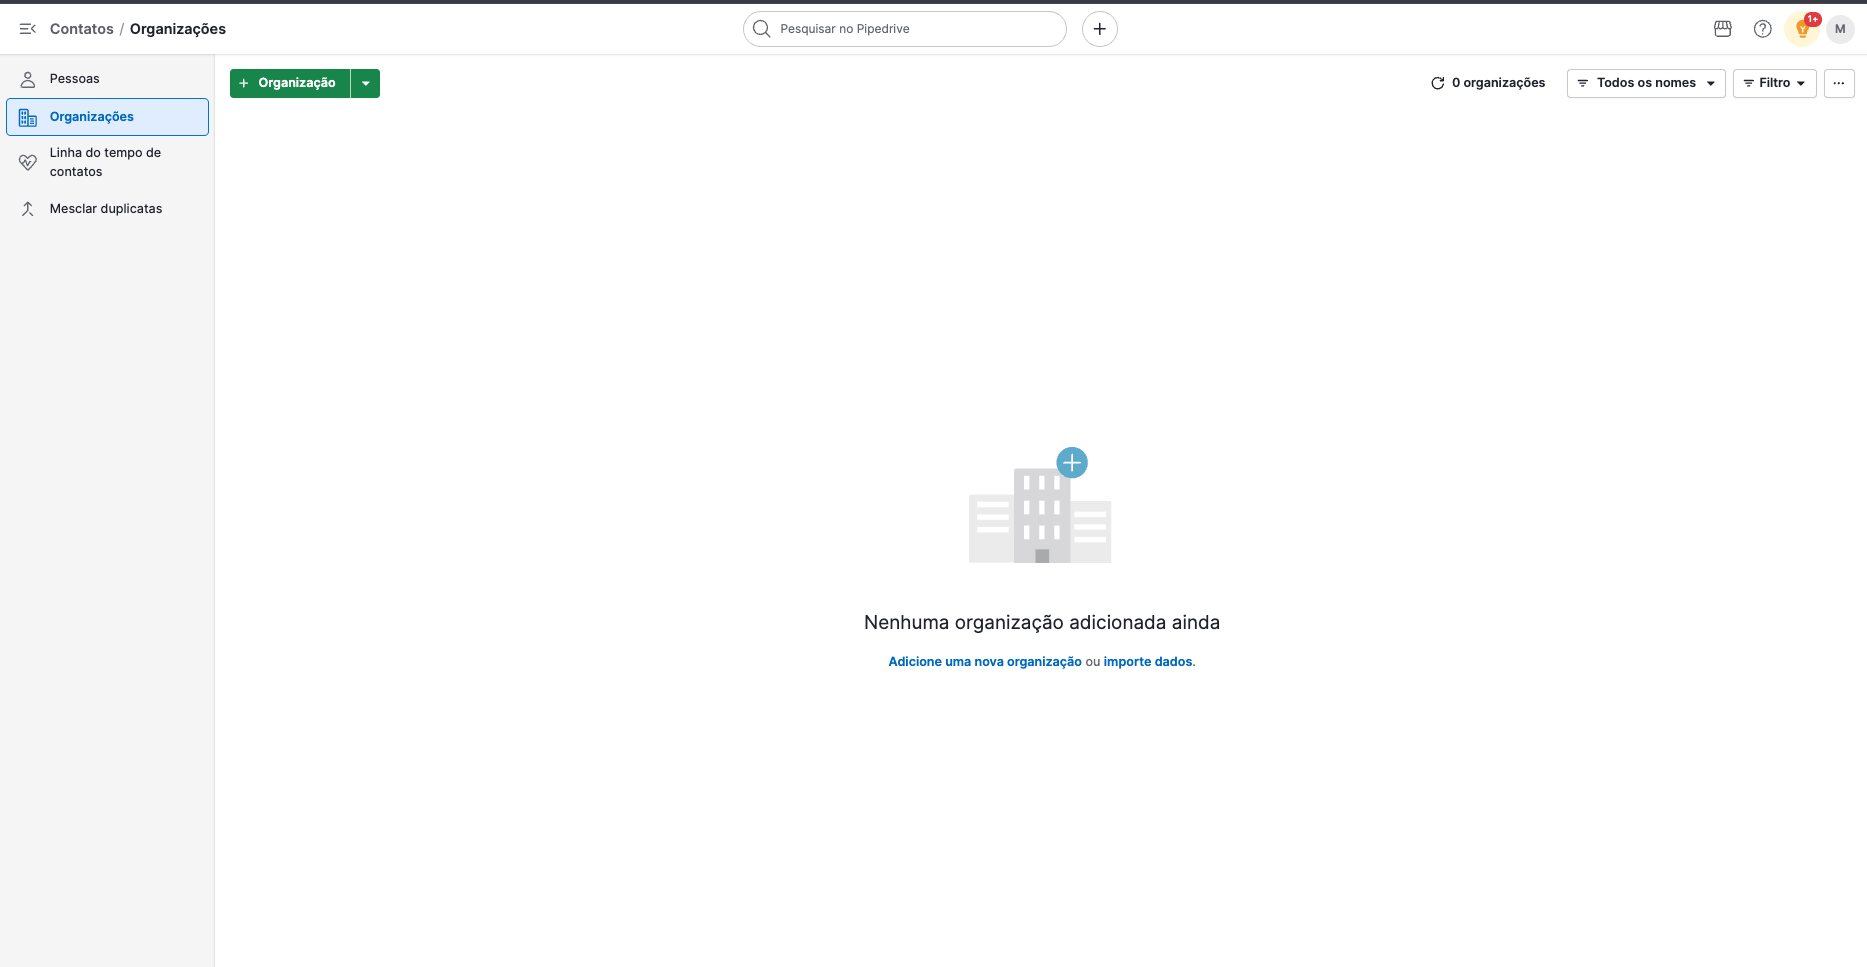 Contatos / Organizações
Pesquisar no Pipedrive
1+
M
Pessoas
Organizações
Linha do tempo de
contatos
Mesclar duplicatas
+ Organização
0 organizações
Todos os nomes
Filtro
...
Nenhuma organização adicionada ainda
Adicione uma nova organização ou importe dados.